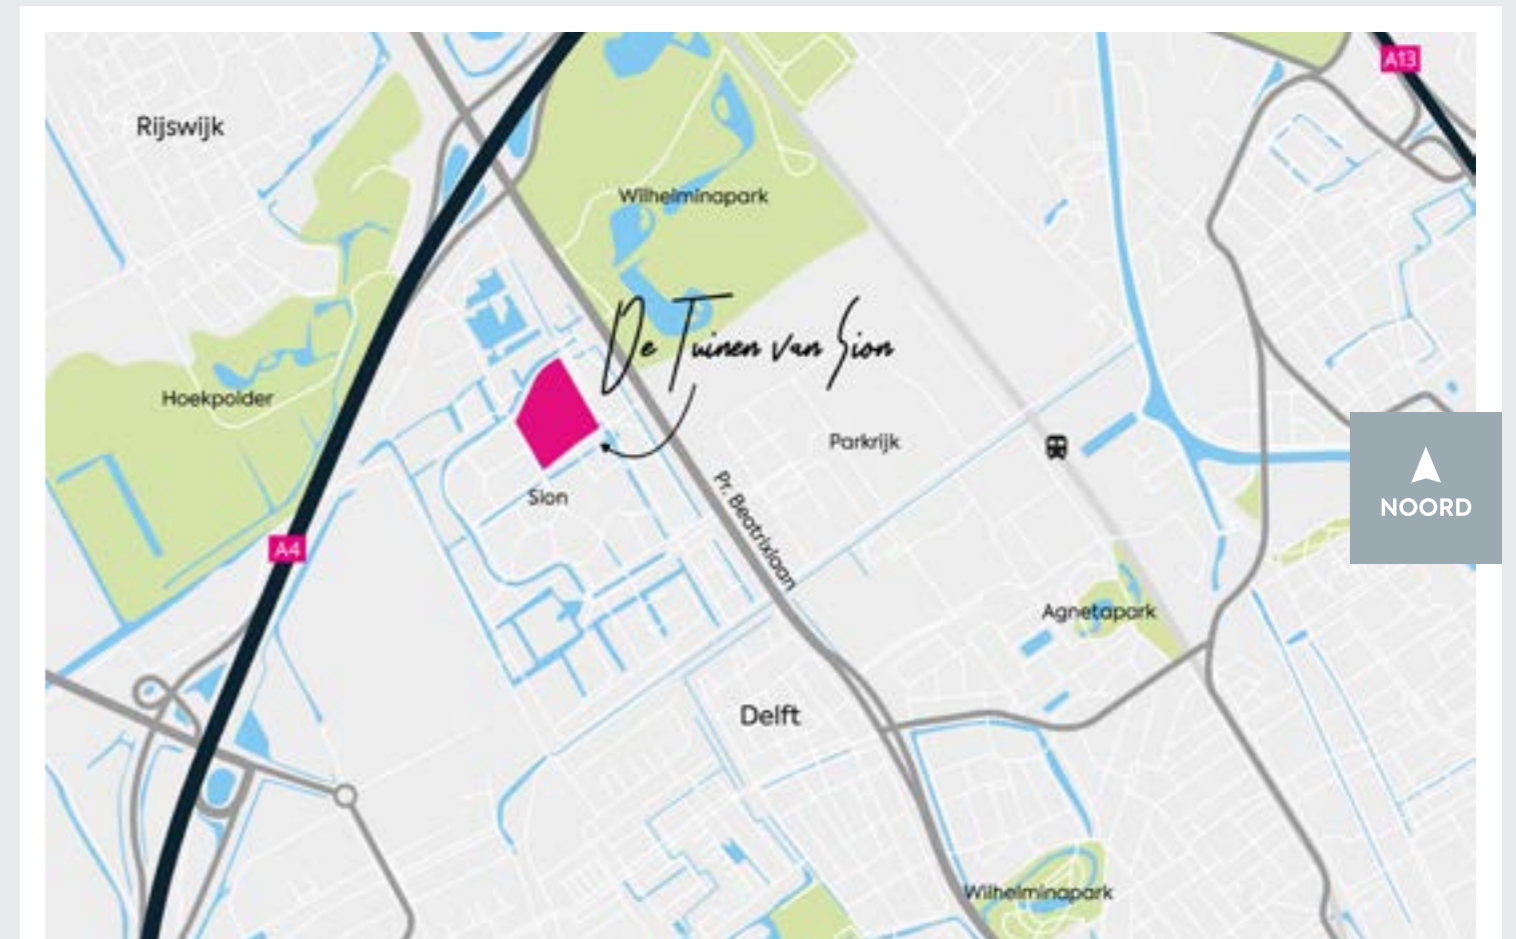 A13
Rijswijk
Wilhelminapark
De Tuinen van Sion
Hoekpolder
Parkrijk
Sion
Pr. Beatrixlaan
NOORD
A4
Agnetapark
Delft
Wilhelminapark